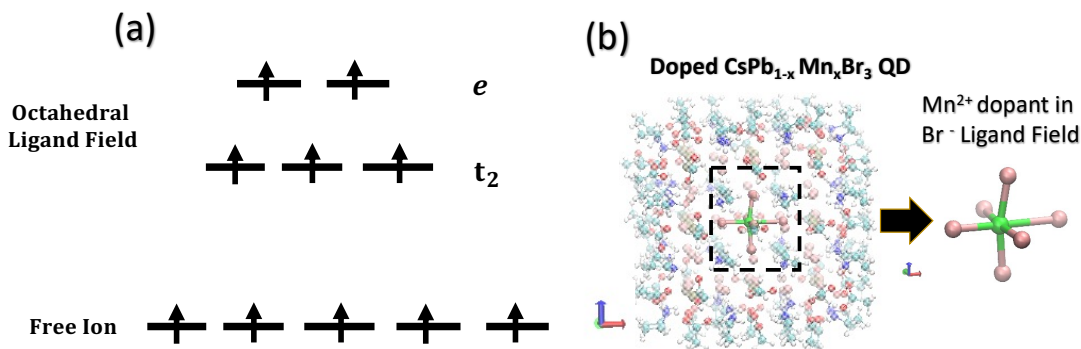 (a)
e
Octahedral
Ligand Field
t₂
Free Ion
(b)
Doped CsPb₁₋ₓ MnₓBr₃ QD
Mn²⁺ dopant in
Br⁻ Ligand Field